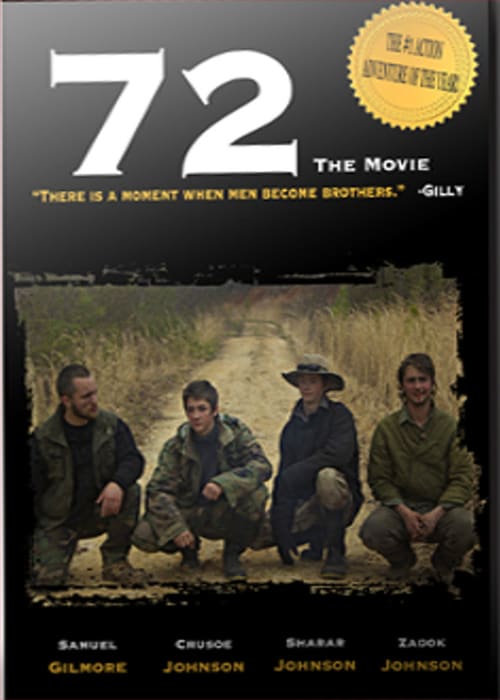 THE #1 ACTION
ADVENTURE OF THE YEAR!
72
THE MOVIE
"THERE IS A MOMENT WHEN MEN BECOME BROTHERS." -GILLY
SAMUEL CRUSOE SHARAR ZADOK
GILMORE JOHNSON JOHNSON JOHNSON